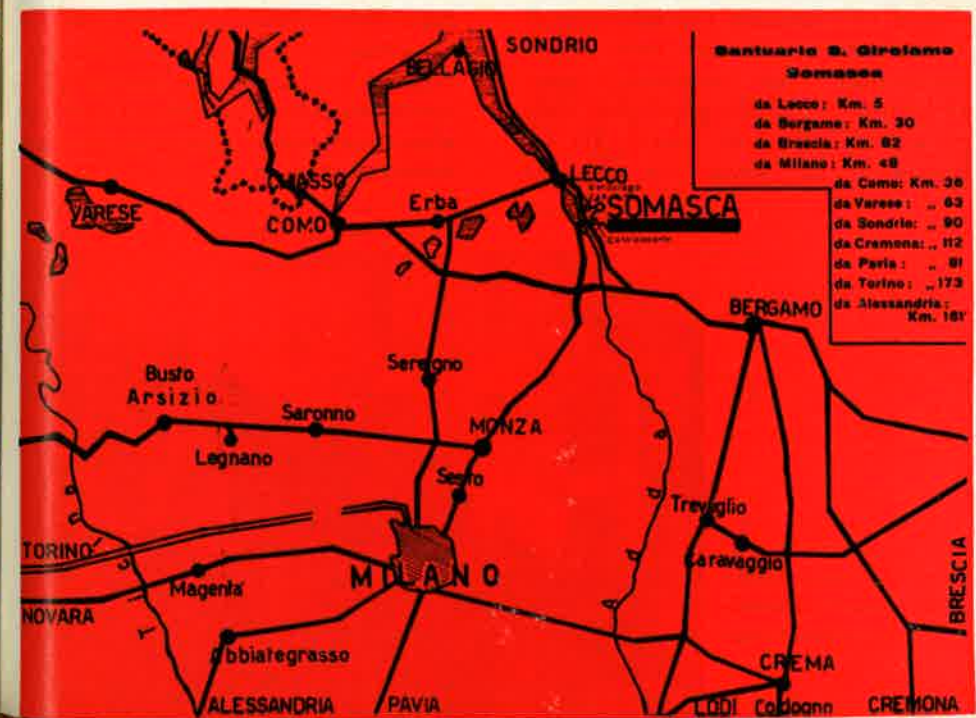 SONDRIO
BELLAGIO
Santuario S. Girolamo
Somasca
da Lecco: Km. 5
da Bergamo: Km. 30
da Brescia: Km. 82
da Milano: Km. 49
da Como: Km. 36
da Varese: „ 63
da Sondrio: „ 90
da Cremona: „ 112
da Pavia: „ 81
da Torino: „ 173
da Alessandria:
Km. 161
CHIASSO
LECCO
VARESE
COMO
Erba
SOMASCA
BERGAMO
Seregno
Busto
Arsizio
Saronno
MONZA
Legnano
Sesto
Treviglio
TORINO
Caravaggio
BRESCIA
Magenta
MILANO
NOVARA
Abbiategrasso
CREMA
ALESSANDRIA
PAVIA
LODI
Codogno
CREMONA